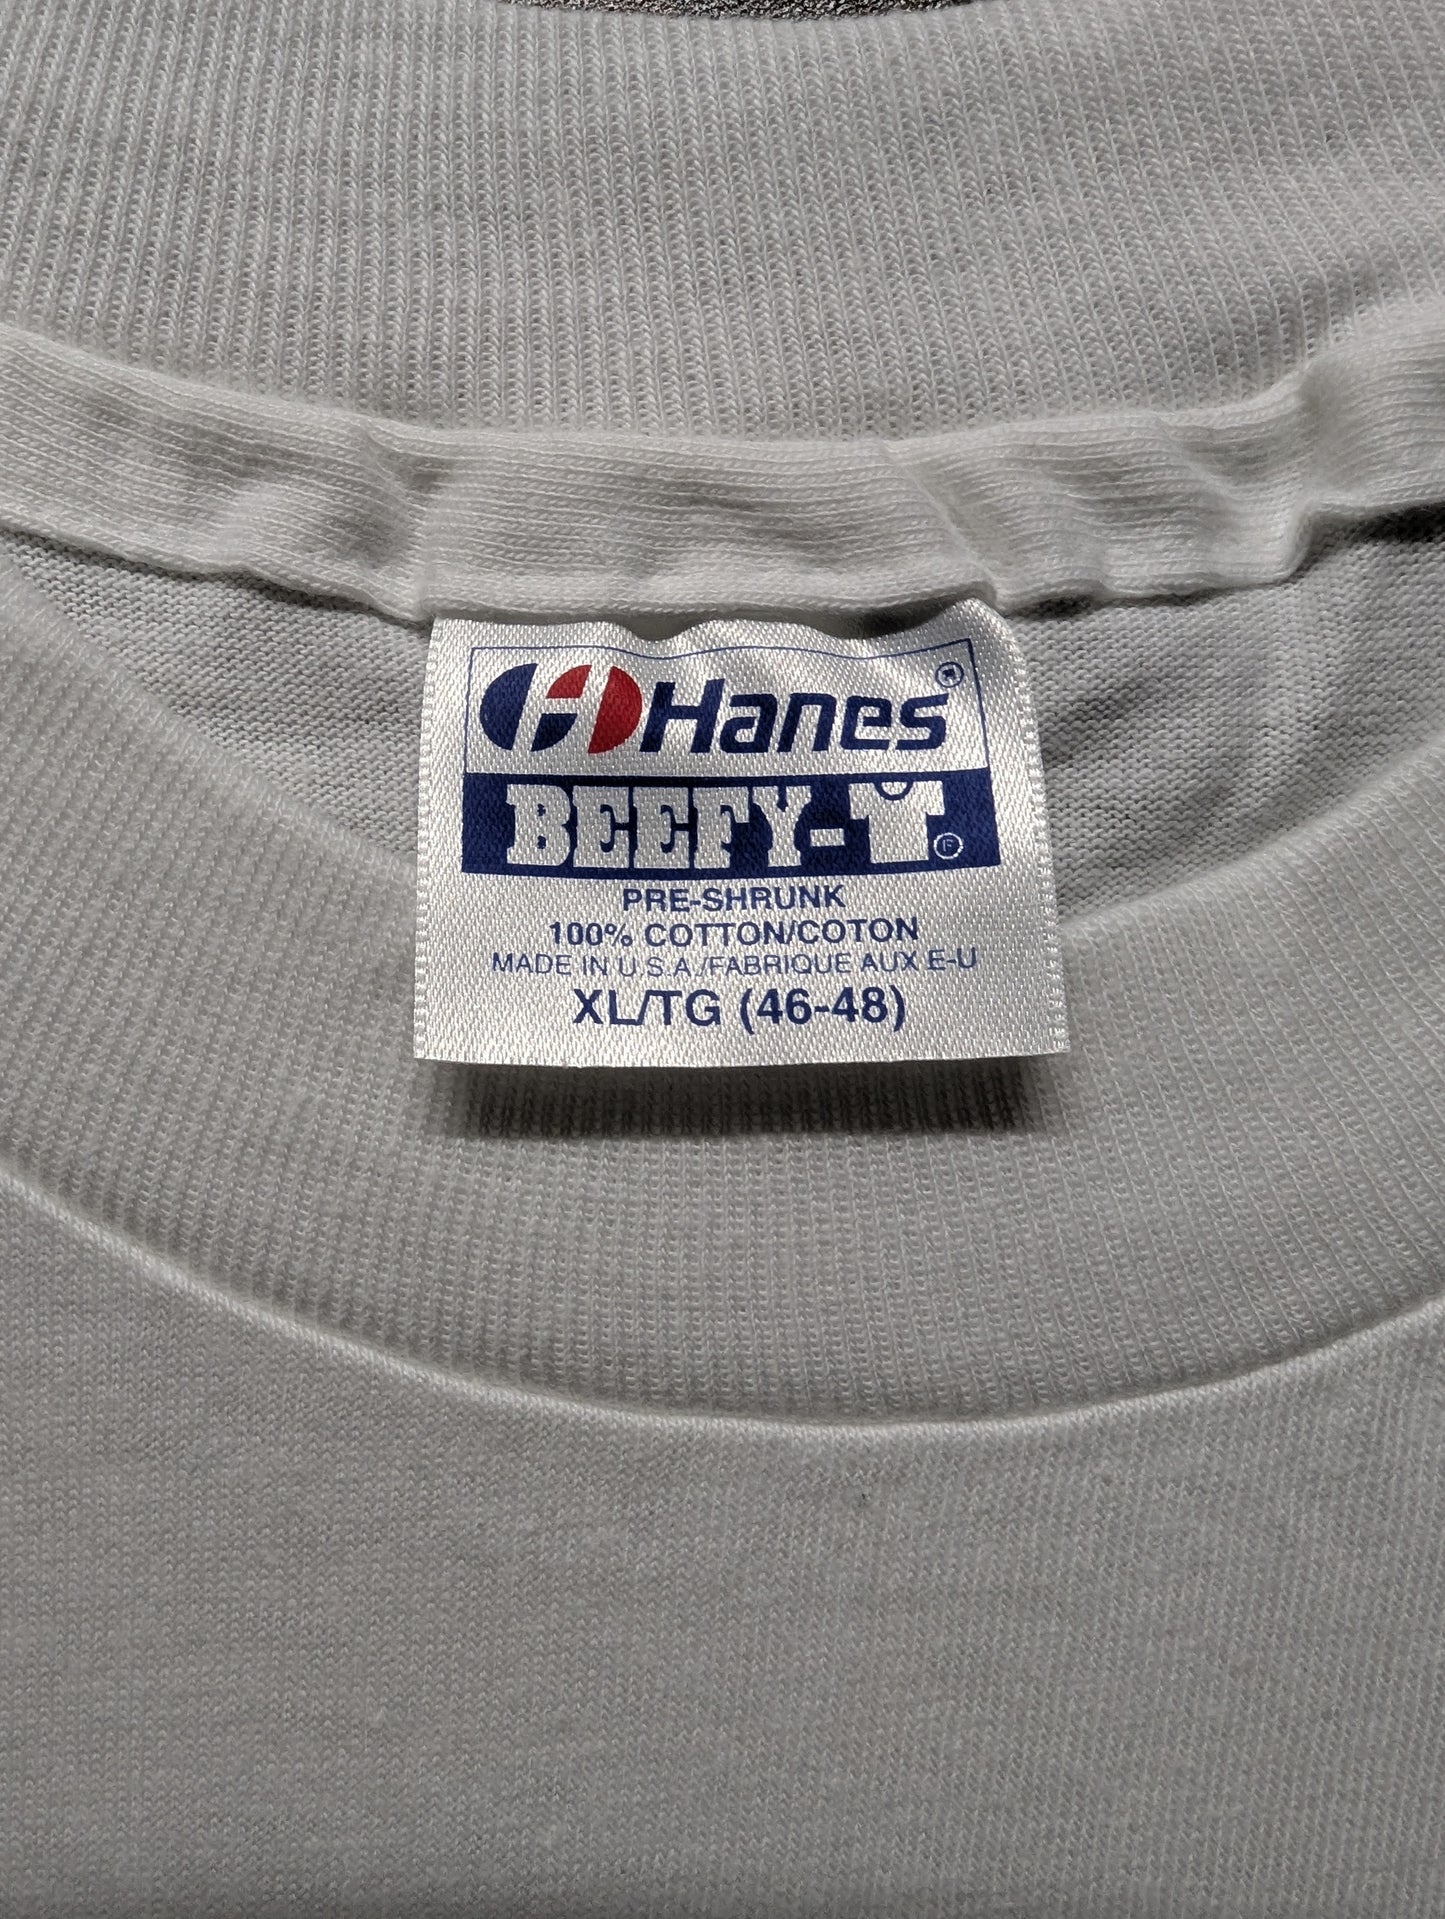 Hanes®
BEEFY-T®
PRE-SHRUNK
100% COTTON/COTON
MADE IN U.S.A./FABRIQUE AUX E-U
XL/TG (46-48)